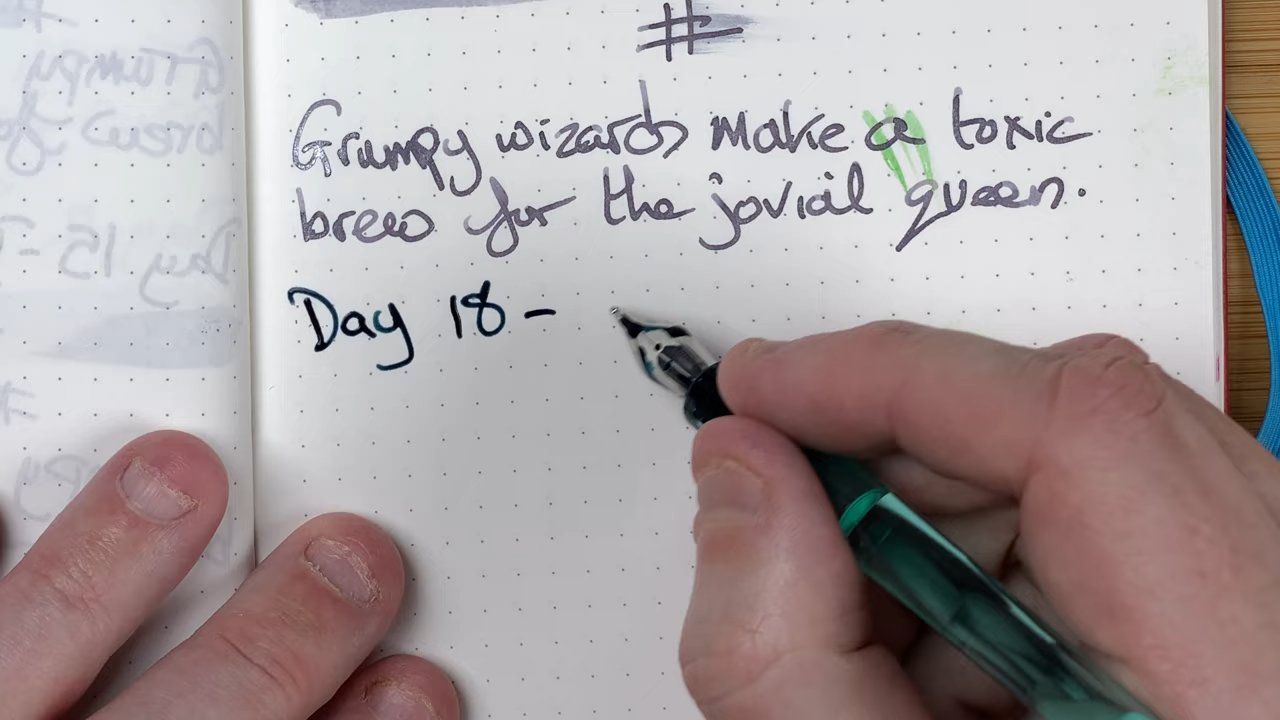 #
Grumpy wizards make a toxic
brew for the jovial queen.
Day 18 -